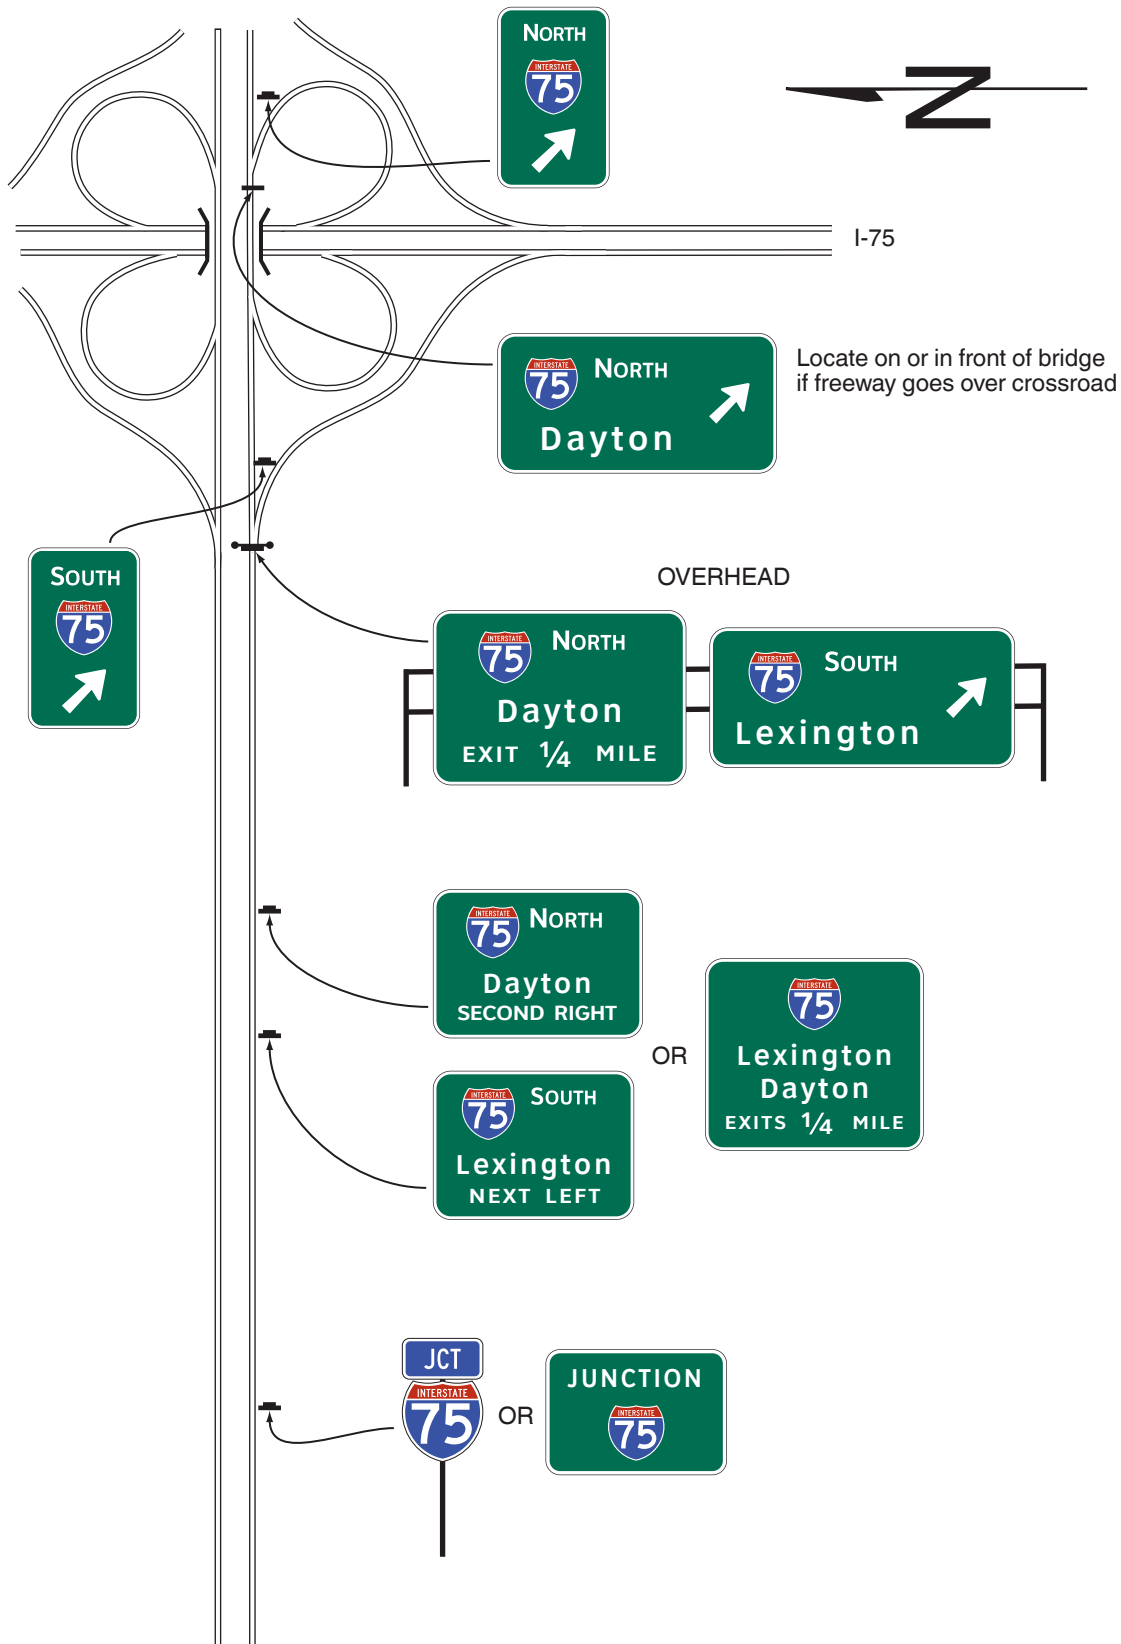 NORTH
INTERSTATE
75
N
I-75
INTERSTATE
75
NORTH
Dayton
Locate on or in front of bridge
if freeway goes over crossroad
SOUTH
INTERSTATE
75
OVERHEAD
INTERSTATE
75
NORTH
Dayton
EXIT 1/4 MILE
INTERSTATE
75
SOUTH
Lexington
INTERSTATE
75
NORTH
Dayton
SECOND RIGHT
INTERSTATE
75
SOUTH
Lexington
NEXT LEFT
OR
INTERSTATE
75
Lexington
Dayton
EXITS 1/4 MILE
JCT
INTERSTATE
75
OR
JUNCTION
INTERSTATE
75